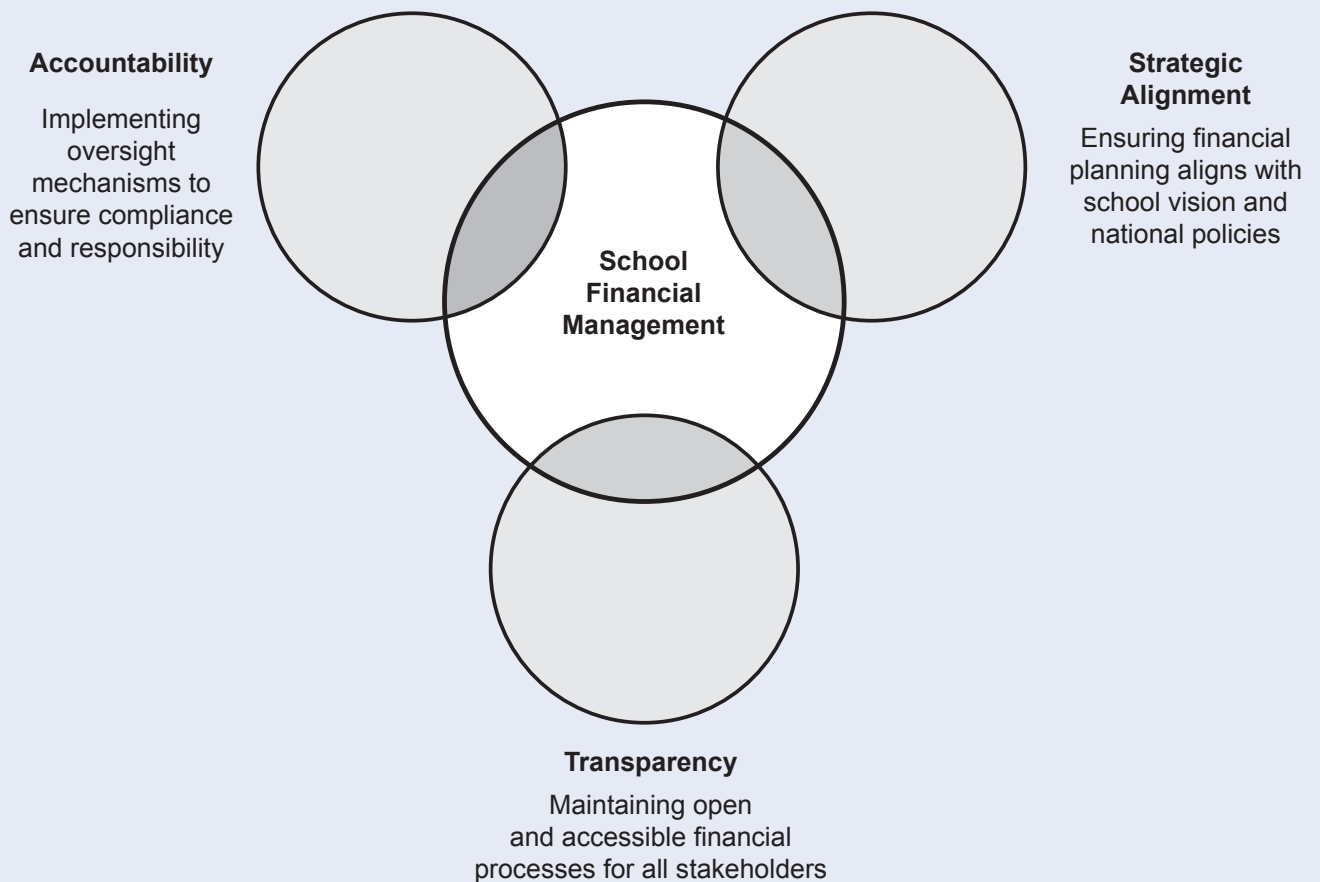 Accountability
Implementing
oversight
mechanisms to
ensure compliance
and responsibility
Strategic
Alignment
Ensuring financial
planning aligns with
school vision and
national policies
School
Financial
Management
Transparency
Maintaining open
and accessible financial
processes for all stakeholders